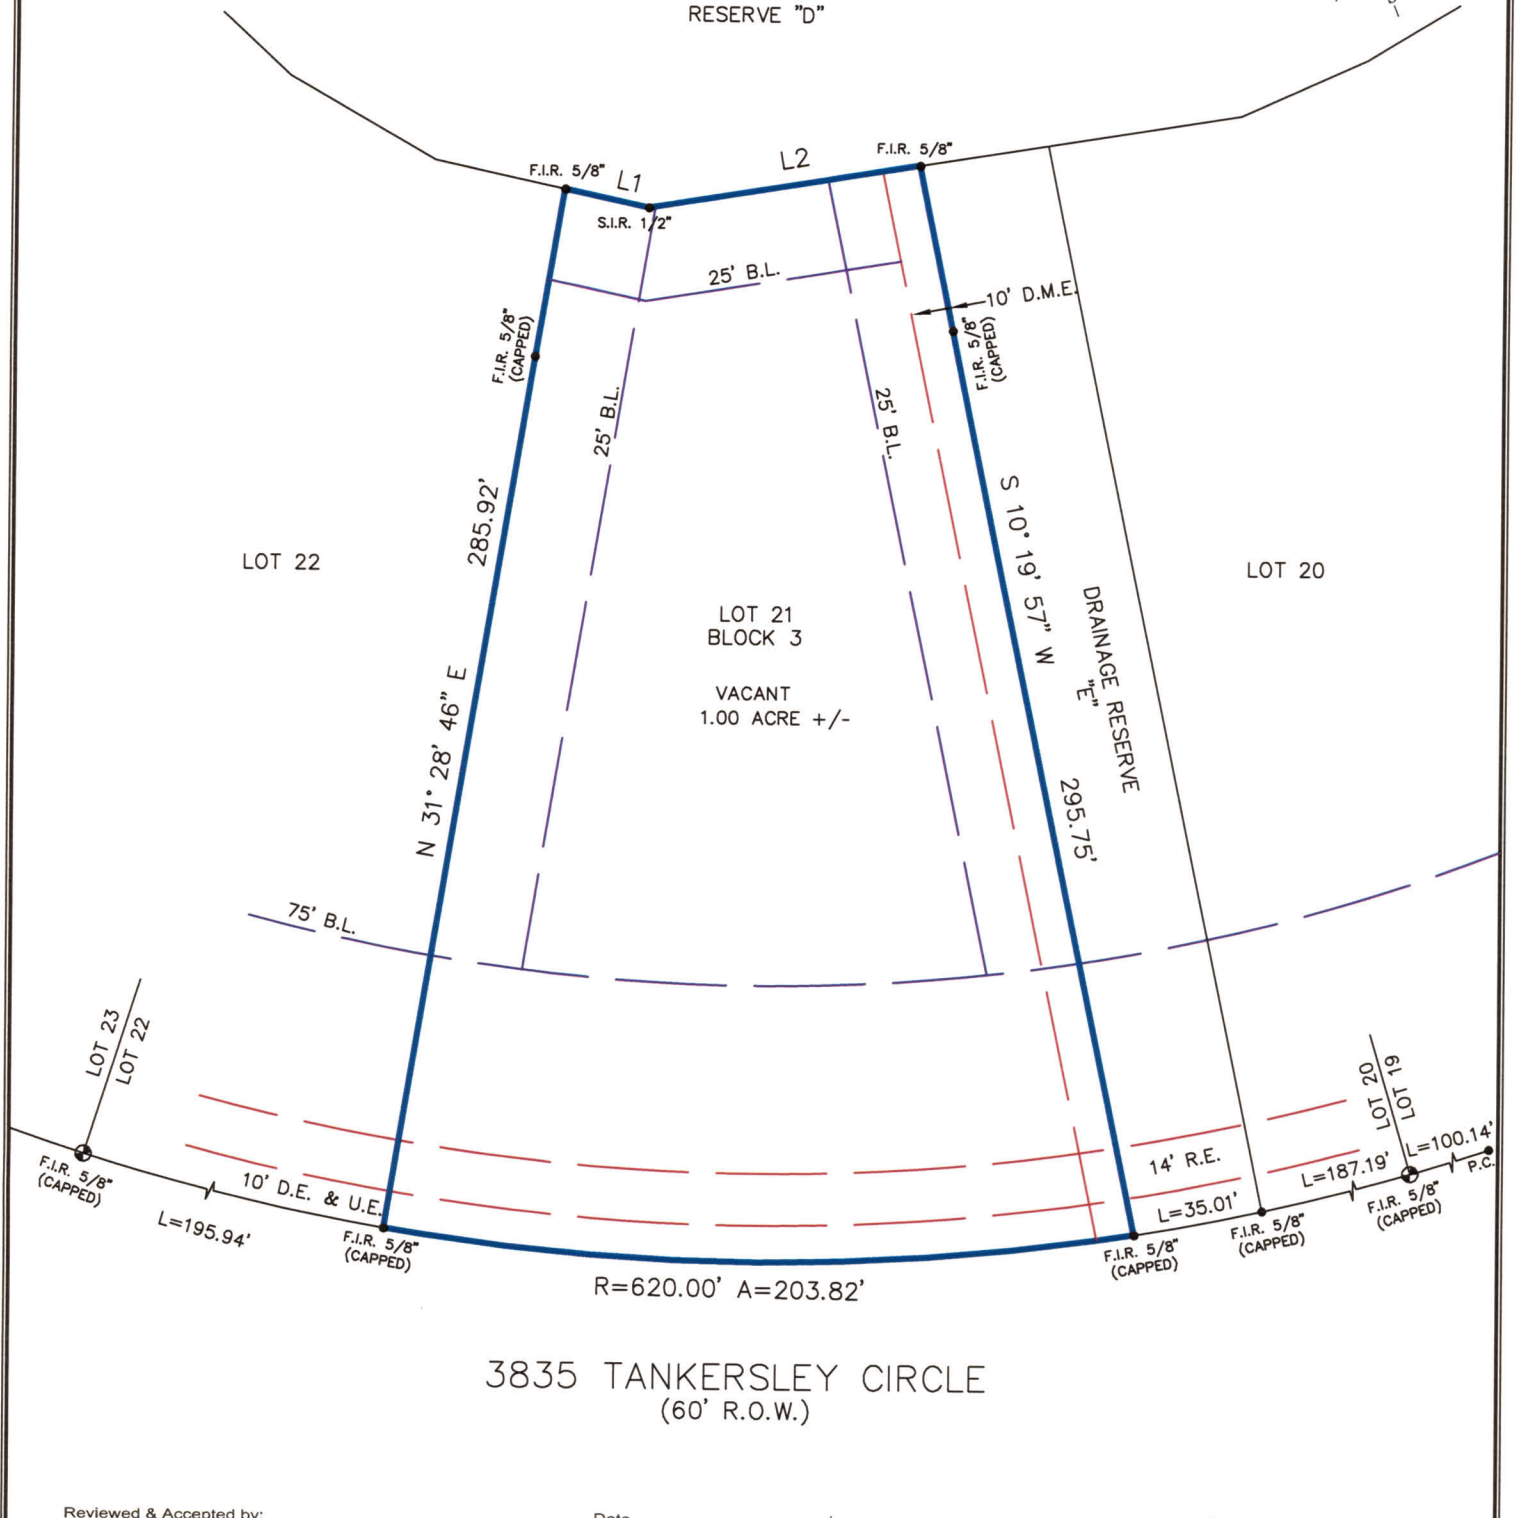 RESERVE "D"
F.I.R. 5/8"
L1
L2
F.I.R. 5/8"
S.I.R. 1/2"
25' B.L.
10' D.M.E.
F.I.R. 5/8"
(CAPPED)
F.I.R. 5/8"
(CAPPED)
25' B.L.
25' B.L.
285.92'
N 31° 28' 46" E
S 10° 19' 57" W
295.75'
LOT 22
LOT 21
BLOCK 3
VACANT
1.00 ACRE +/-
LOT 20
DRAINAGE RESERVE
"E"
75' B.L.
LOT 23
LOT 22
LOT 20
LOT 19
F.I.R. 5/8"
(CAPPED)
10' D.E. & U.E.
L=195.94'
F.I.R. 5/8"
(CAPPED)
14' R.E.
L=35.01'
L=187.19'
L=100.14'
P.C.
F.I.R. 5/8"
(CAPPED)
F.I.R. 5/8"
(CAPPED)
F.I.R. 5/8"
(CAPPED)
R=620.00' A=203.82'
3835 TANKERSLEY CIRCLE
(60' R.O.W.)
Reviewed & Accepted by:
Date